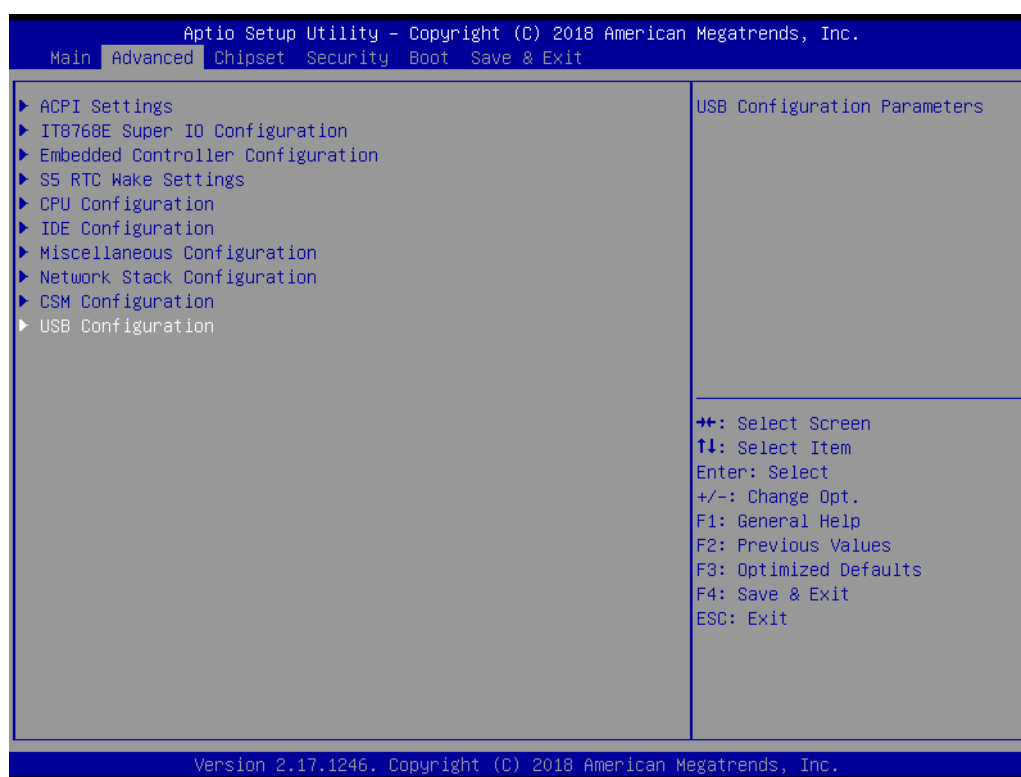 Aptio Setup Utility – Copyright (C) 2018 American Megatrends, Inc.
Main Advanced Chipset Security Boot Save & Exit
▶ ACPI Settings
▶ IT8768E Super IO Configuration
▶ Embedded Controller Configuration
▶ S5 RTC Wake Settings
▶ CPU Configuration
▶ IDE Configuration
▶ Miscellaneous Configuration
▶ Network Stack Configuration
▶ CSM Configuration
▶ USB Configuration
USB Configuration Parameters
→←: Select Screen
↑↓: Select Item
Enter: Select
+/-: Change Opt.
F1: General Help
F2: Previous Values
F3: Optimized Defaults
F4: Save & Exit
ESC: Exit
Version 2.17.1246. Copyright (C) 2018 American Megatrends, Inc.